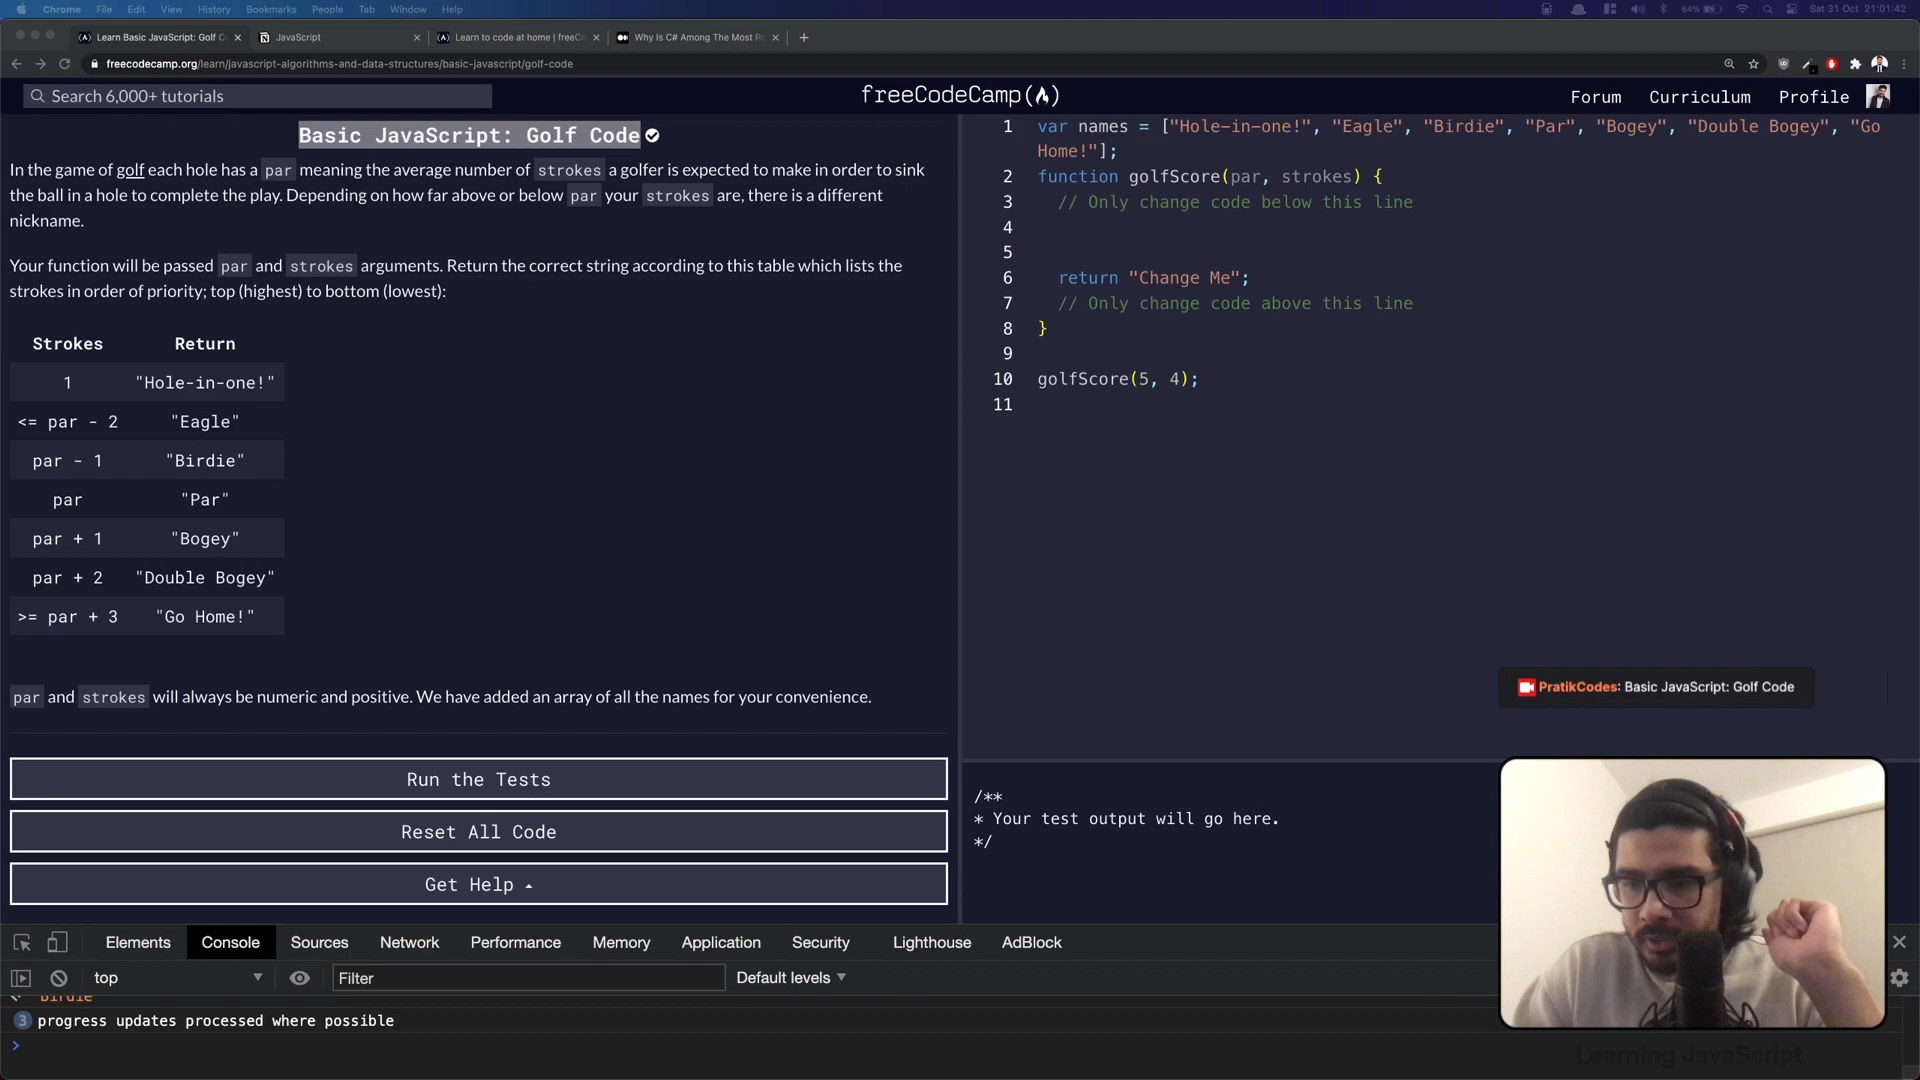 Chrome File Edit View History Bookmarks People Tab Window Help
64% Sat 31 Oct 21:01:42
Learn Basic JavaScript: Golf C
JavaScript
Learn to code at home | freeC
Why Is C# Among The Most P
freecodecamp.org/learn/javascript-algorithms-and-data-structures/basic-javascript/golf-code
Search 6,000+ tutorials
freeCodeCamp
Forum Curriculum Profile
Basic JavaScript: Golf Code
In the game of golf each hole has a par meaning the average number of strokes a golfer is expected to make in order to sink
the ball in a hole to complete the play. Depending on how far above or below par your strokes are, there is a different
nickname.
Your function will be passed par and strokes arguments. Return the correct string according to this table which lists the
strokes in order of priority; top (highest) to bottom (lowest):
Strokes Return
1 "Hole-in-one!"
<= par - 2 "Eagle"
par - 1 "Birdie"
par "Par"
par + 1 "Bogey"
par + 2 "Double Bogey"
>= par + 3 "Go Home!"
par and strokes will always be numeric and positive. We have added an array of all the names for your convenience.
Run the Tests
Reset All Code
Get Help
1 var names = ["Hole-in-one!", "Eagle", "Birdie", "Par", "Bogey", "Double Bogey", "Go
Home!"];
2 function golfScore(par, strokes) {
3 // Only change code below this line
4
5
6 return "Change Me";
7 // Only change code above this line
8 }
9
10 golfScore(5, 4);
11
PratikCodes: Basic JavaScript: Golf Code
/**
* Your test output will go here.
*/
Elements Console Sources Network Performance Memory Application Security Lighthouse AdBlock
top Filter Default levels
Birdie
3 progress updates processed where possible
>
Learning JavaScript